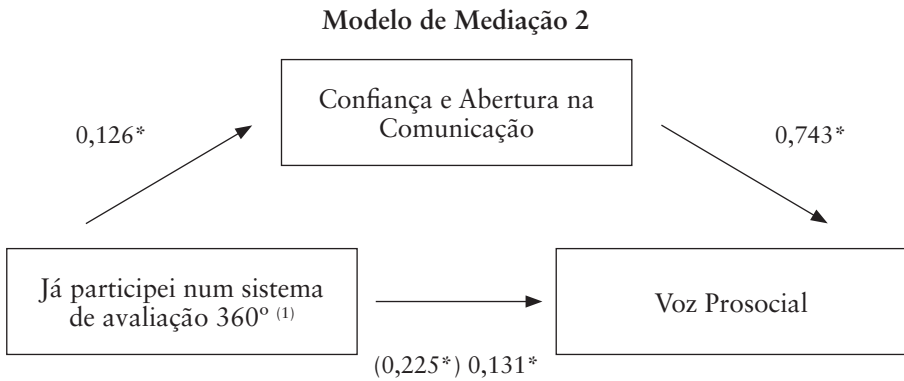 Modelo de Mediação 2
Confiança e Abertura na
Comunicação
0,126*
0,743*
Já participei num sistema
de avaliação 360º (1)
Voz Prosocial
(0,225*) 0,131*